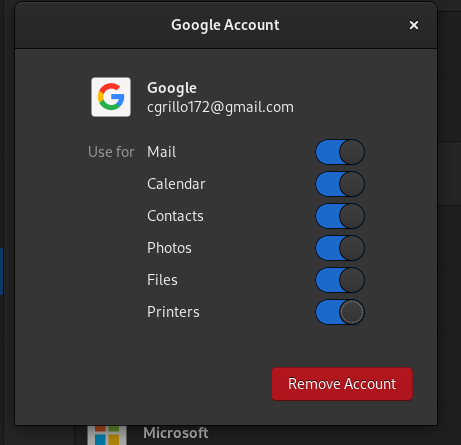 Google Account
Google
cgrillo172@gmail.com
Use for Mail
Calendar
Contacts
Photos
Files
Printers
Remove Account
Microsoft